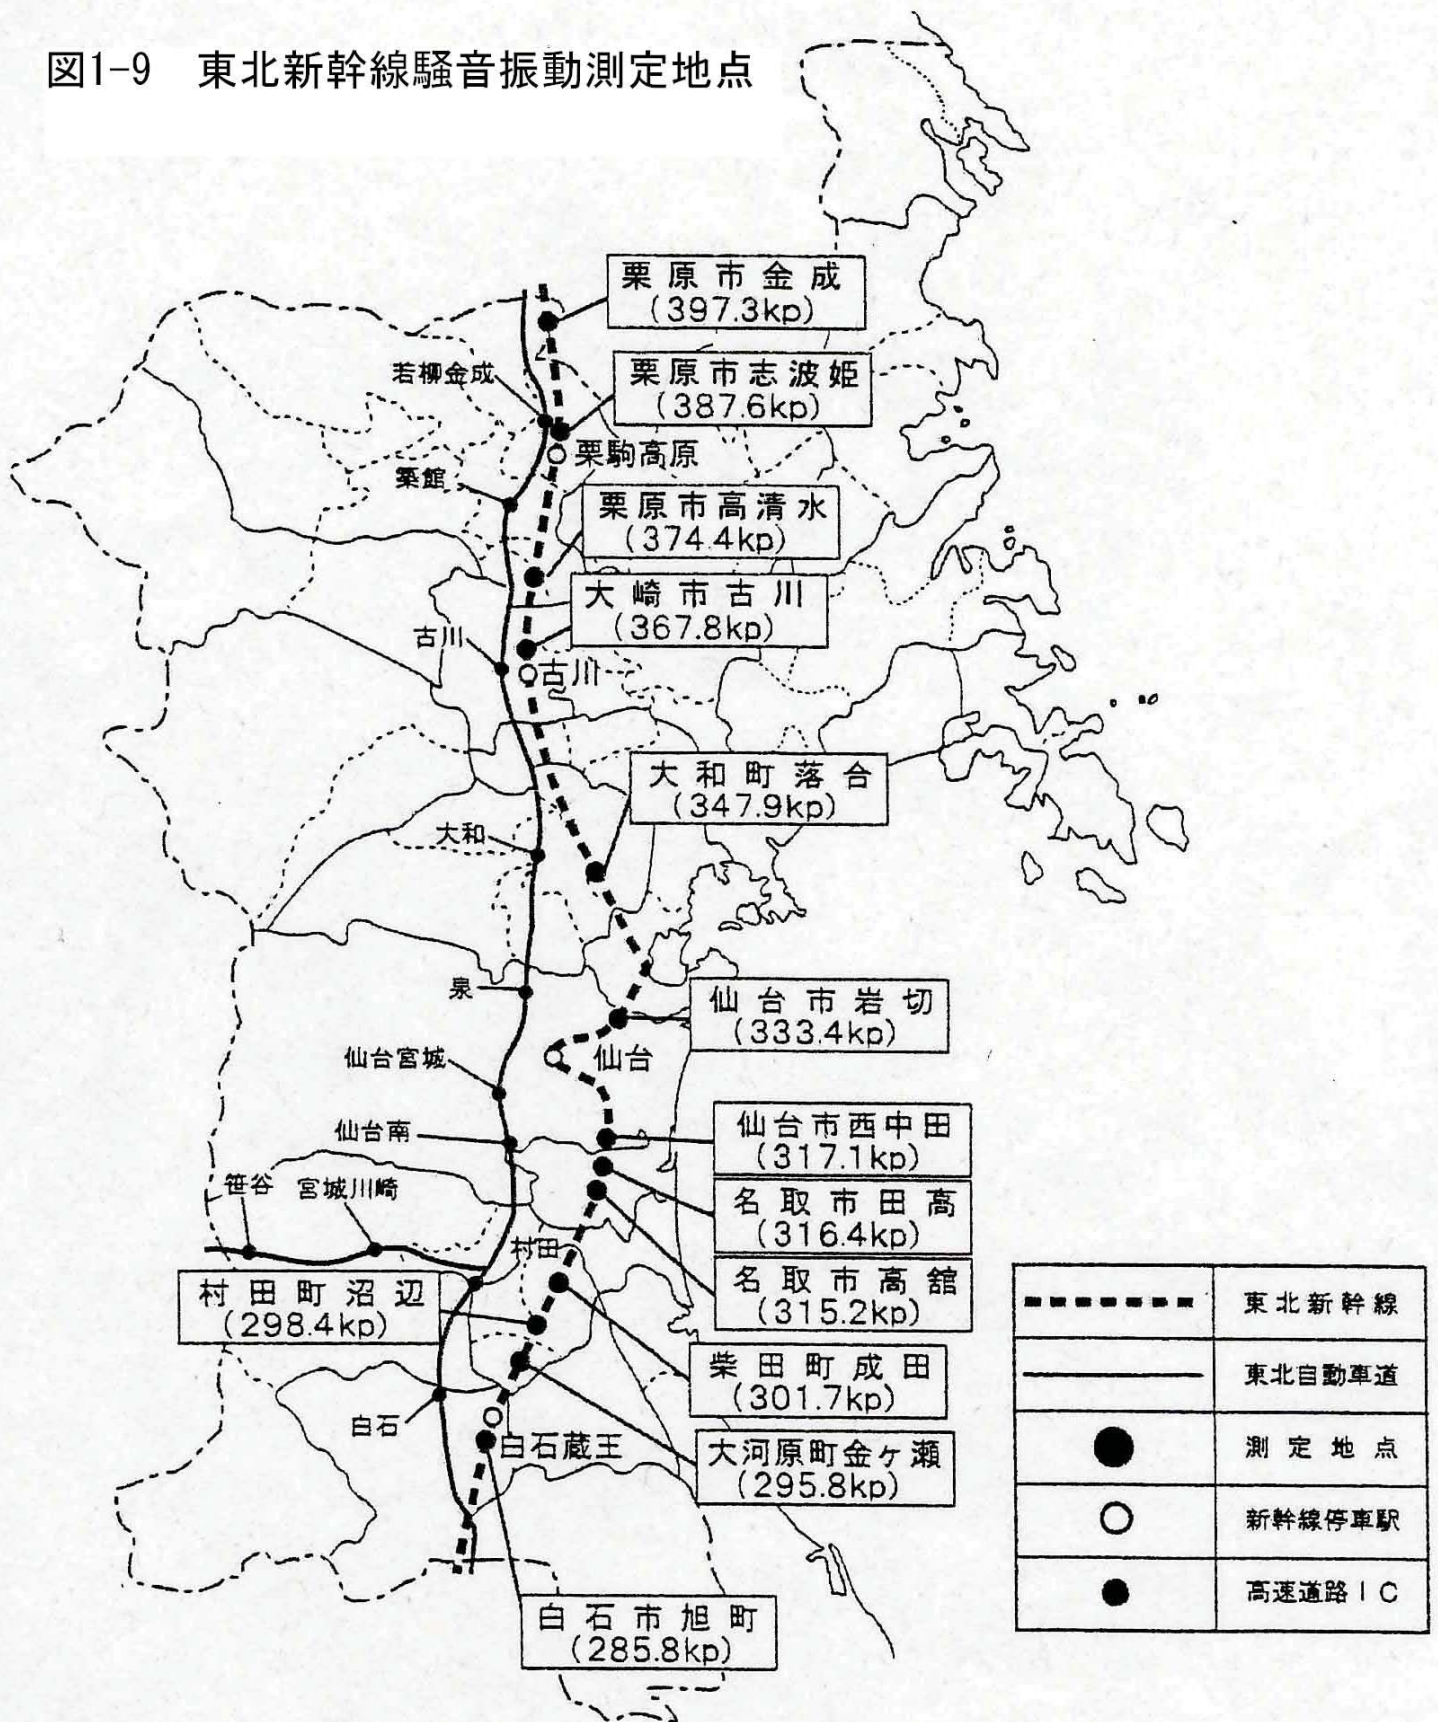 図1-9　東北新幹線騒音振動測定地点
栗原市金成
(397.3kp)
若柳金成
栗原市志波姫
(387.6kp)
栗駒高原
築館
栗原市高清水
(374.4kp)
大崎市古川
(367.8kp)
古川
古川
大和町落合
(347.9kp)
大和
泉
仙台市岩切
(333.4kp)
仙台宮城
仙台
仙台南
仙台市西中田
(317.1kp)
笹谷
宮城川崎
名取市田高
(316.4kp)
村田
名取市高舘
(315.2kp)
村田町沼辺
(298.4kp)
柴田町成田
(301.7kp)
白石
白石蔵王
大河原町金ケ瀬
(295.8kp)
白石市旭町
(285.8kp)
東北新幹線
東北自動車道
測定地点
新幹線停車駅
高速道路IC